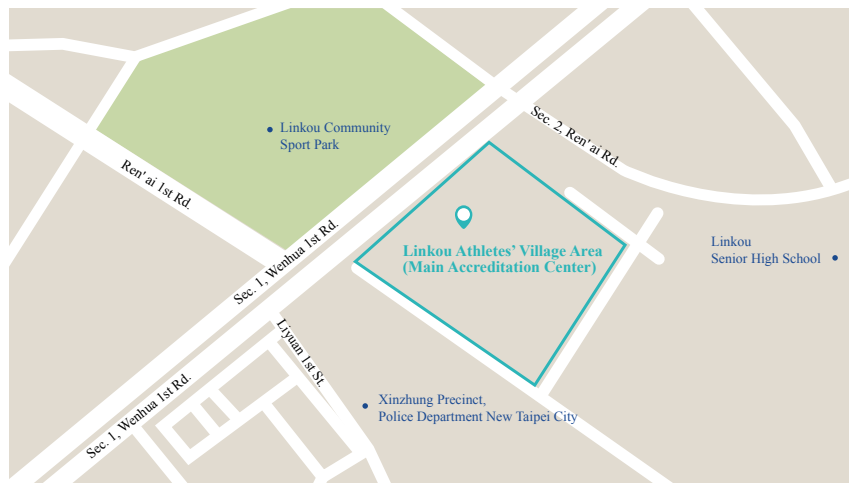 Linkou Community
Sport Park
Sec. 2, Ren' ai Rd.
Ren' ai 1st Rd.
Sec. 1, Wenhua 1st Rd.
Linkou Athletes' Village Area
(Main Accreditation Center)
Linkou
Senior High School
Liyuan 1st St.
Sec. 1, Wenhua 1st Rd.
Xinzhung Precinct,
Police Department New Taipei City